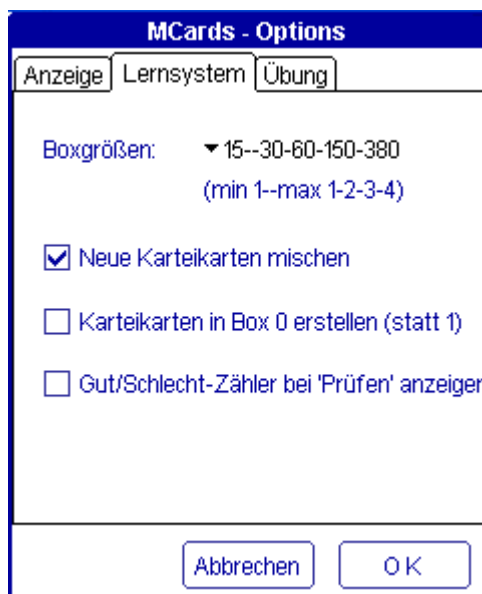 MCards - Options
Anzeige Lernsystem Übung
Boxgrößen: 15--30-60-150-380
(min 1--max 1-2-3-4)
Neue Karteikarten mischen
Karteikarten in Box 0 erstellen (statt 1)
Gut/Schlecht-Zähler bei 'Prüfen' anzeigen
Abbrechen OK